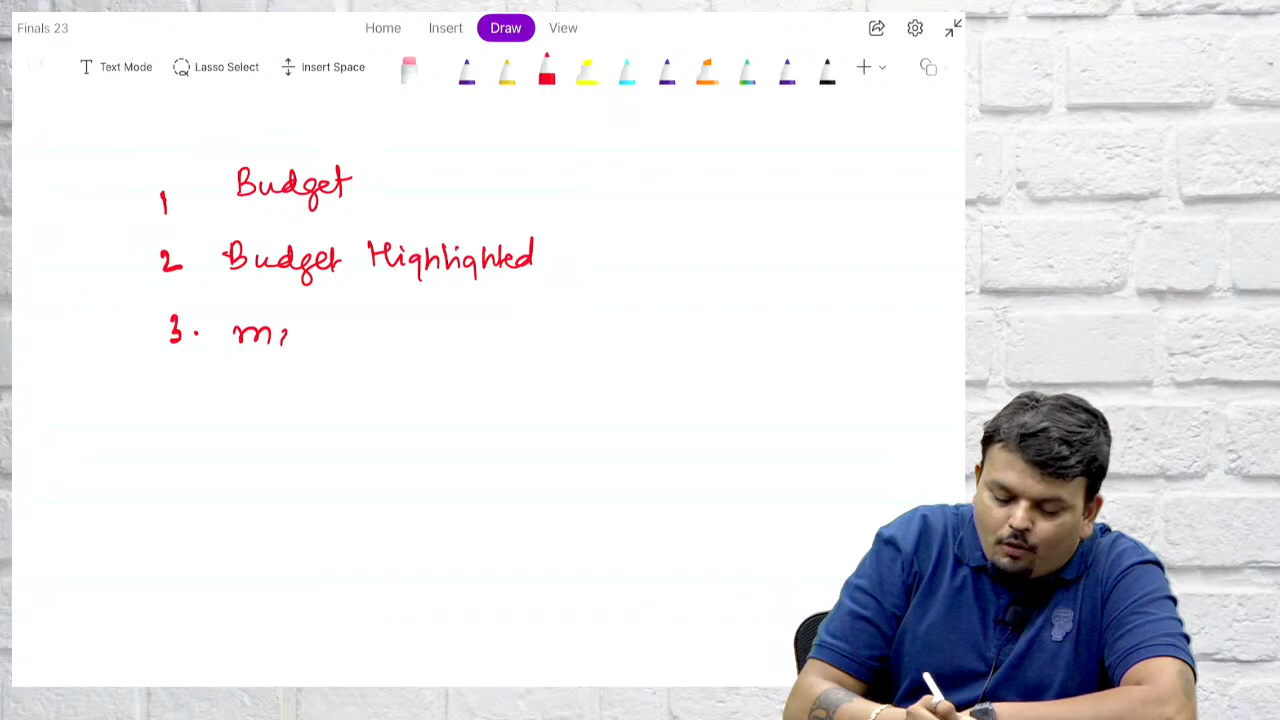 Finals 23
Home Insert Draw View
Text Mode Lasso Select Insert Space
1 Budget
2 Budget Highlighted
3.